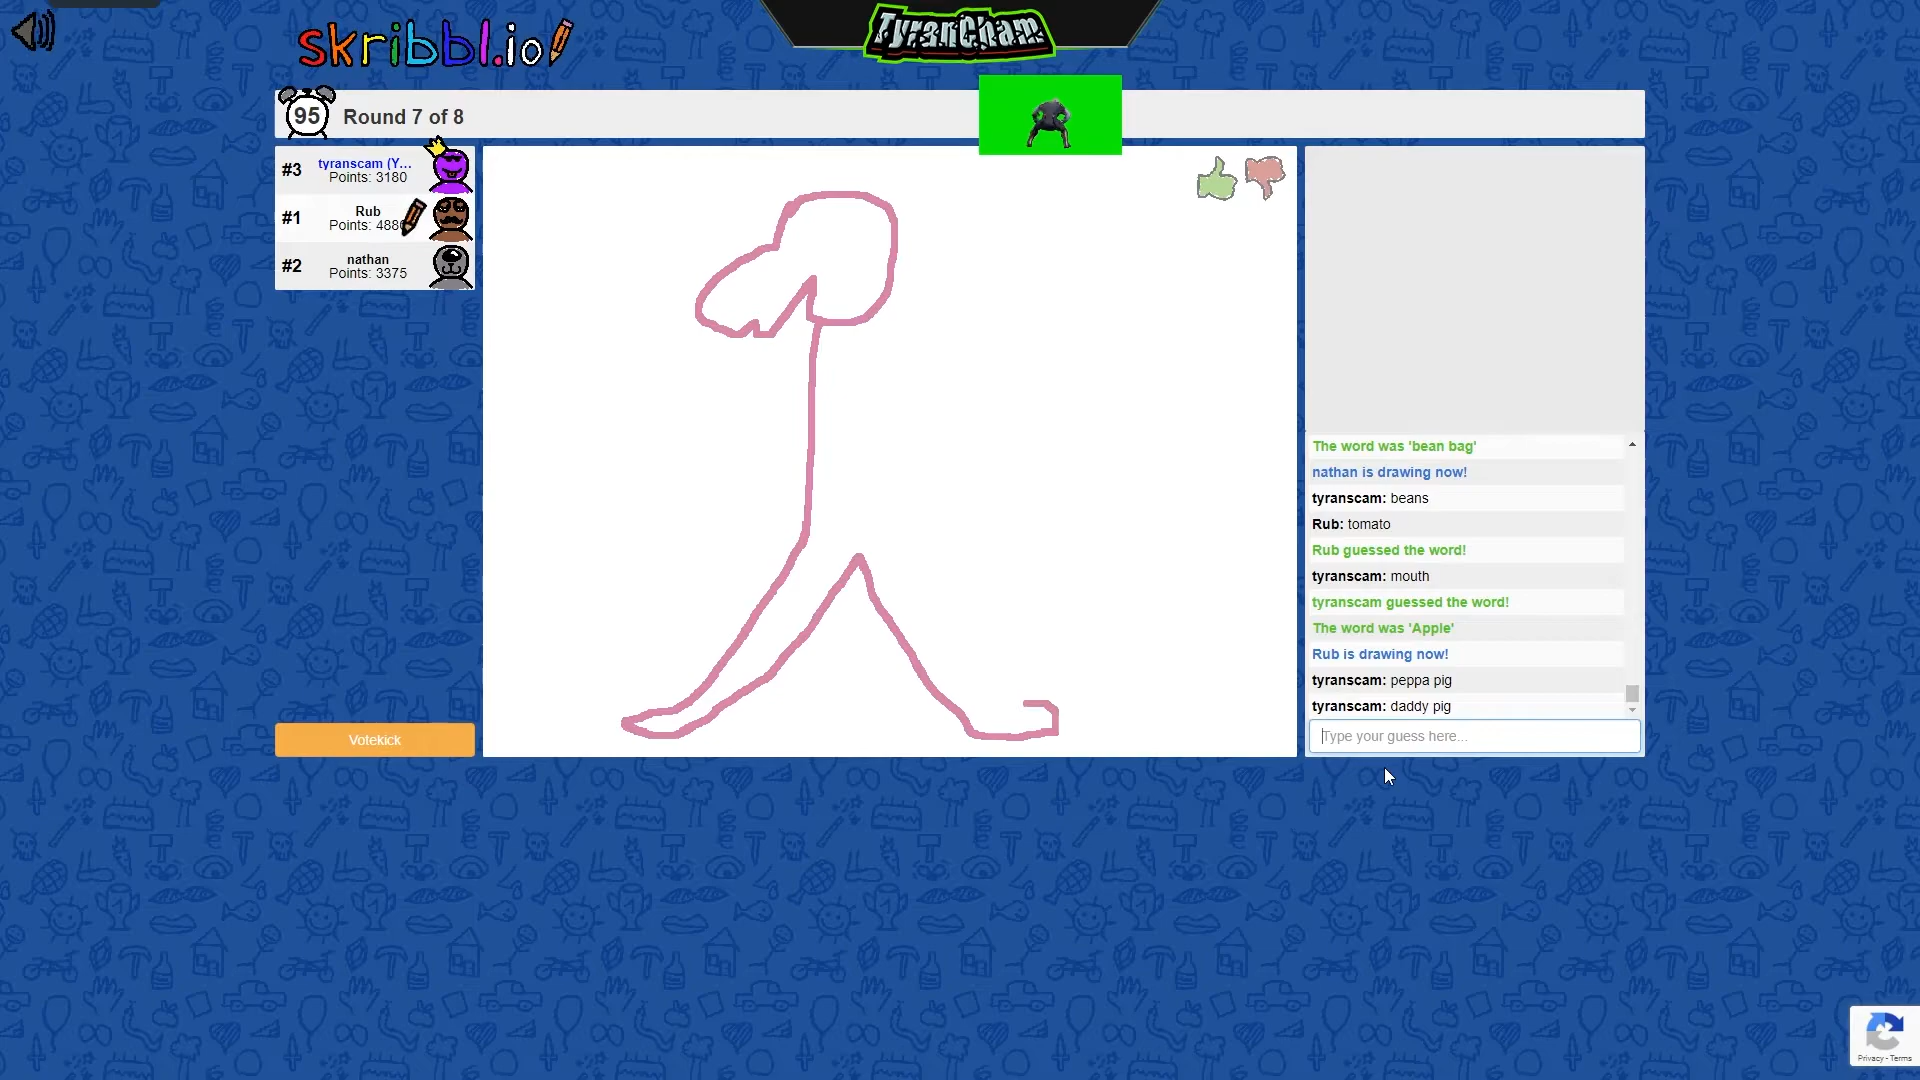 skribbl.io
TyranCham
95
Round 7 of 8
#3
tyranscam (Y...
Points: 3180
#1
Rub
Points: 4886
#2
nathan
Points: 3375
The word was 'bean bag'
nathan is drawing now!
tyranscam: beans
Rub: tomato
Rub guessed the word!
tyranscam: mouth
tyranscam guessed the word!
The word was 'Apple'
Rub is drawing now!
tyranscam: peppa pig
tyranscam: daddy pig
Type your guess here...
Votekick
Privacy - Terms